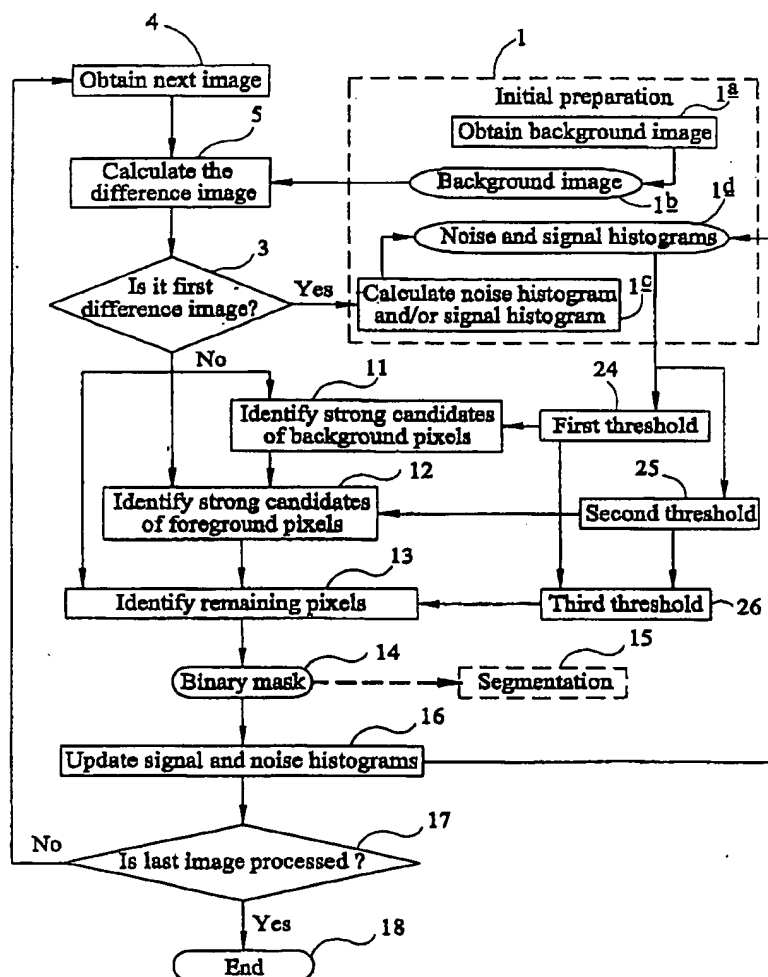 4
Obtain next image
1
Initial preparation
1a
Obtain background image
5
Calculate the
difference image
Background image
1b
1d
Noise and signal histograms
3
Is it first
difference image?
Yes
Calculate noise histogram
and/or signal histogram
1c
No
11
Identify strong candidates
of background pixels
24
First threshold
12
Identify strong candidates
of foreground pixels
25
Second threshold
13
Identify remaining pixels
Third threshold
26
14
Binary mask
15
Segmentation
16
Update signal and noise histograms
17
No
Is last image processed ?
Yes
18
End